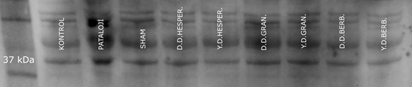 KONTROL
PATALOJI
SHAM
D.D.HESPER.
Y.D.HESPER.
D.D.GRAN.
Y.D.GRAN.
D.D.BERB.
Y.D.BERB.
37 kDa